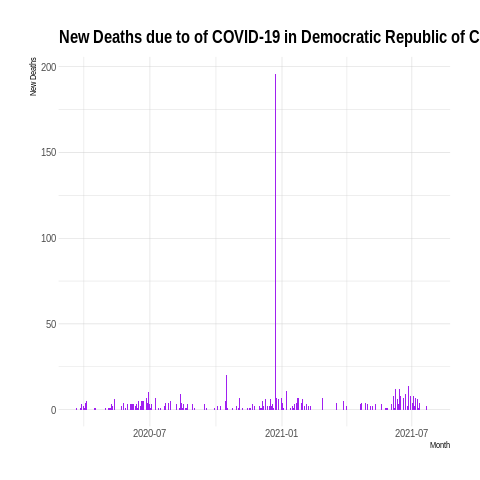 New Deaths due to of COVID-19 in Democratic Republic of C
New Deaths
200
150
100
50
0
2020-07
2021-01
2021-07
Month